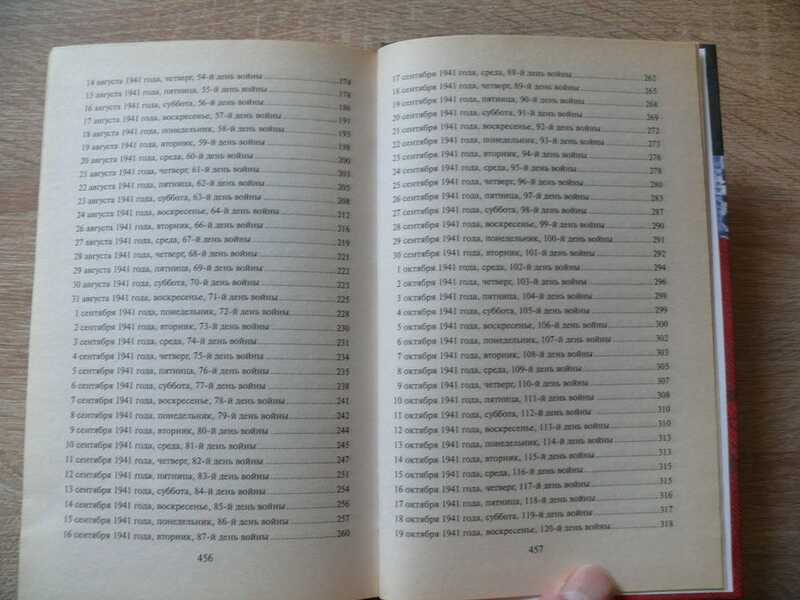 14 августа 1941 года, четверг, 54-й день войны 174
15 августа 1941 года, пятница, 55-й день войны 178
16 августа 1941 года, суббота, 56-й день войны 186
17 августа 1941 года, воскресенье, 57-й день войны 191
18 августа 1941 года, понедельник, 58-й день войны 195
19 августа 1941 года, вторник, 59-й день войны 198
20 августа 1941 года, среда, 60-й день войны 200
21 августа 1941 года, четверг, 61-й день войны 203
22 августа 1941 года, пятница, 62-й день войны 205
23 августа 1941 года, суббота, 63-й день войны 208
24 августа 1941 года, воскресенье, 64-й день войны 212
26 августа 1941 года, вторник, 66-й день войны 216
27 августа 1941 года, среда, 67-й день войны 219
28 августа 1941 года, четверг, 68-й день войны 221
29 августа 1941 года, пятница, 69-й день войны 222
30 августа 1941 года, суббота, 70-й день войны 223
31 августа 1941 года, воскресенье, 71-й день войны 225
1 сентября 1941 года, понедельник, 72-й день войны 228
2 сентября 1941 года, вторник, 73-й день войны 230
3 сентября 1941 года, среда, 74-й день войны 231
4 сентября 1941 года, четверг, 75-й день войны 234
5 сентября 1941 года, пятница, 76-й день войны 235
6 сентября 1941 года, суббота, 77-й день войны 238
7 сентября 1941 года, воскресенье, 78-й день войны 241
8 сентября 1941 года, понедельник, 79-й день войны 242
9 сентября 1941 года, вторник, 80-й день войны 244
10 сентября 1941 года, среда, 81-й день войны 245
11 сентября 1941 года, четверг, 82-й день войны 247
12 сентября 1941 года, пятница, 83-й день войны 251
13 сентября 1941 года, суббота, 84-й день войны 254
14 сентября 1941 года, воскресенье, 85-й день войны 256
15 сентября 1941 года, понедельник, 86-й день войны 257
16 сентября 1941 года, вторник, 87-й день войны 260
456
17 сентября 1941 года, среда, 88-й день войны 262
18 сентября 1941 года, четверг, 89-й день войны 265
19 сентября 1941 года, пятница, 90-й день войны 268
20 сентября 1941 года, суббота, 91-й день войны 269
21 сентября 1941 года, воскресенье, 92-й день войны 272
22 сентября 1941 года, понедельник, 93-й день войны 273
23 сентября 1941 года, вторник, 94-й день войны 276
24 сентября 1941 года, среда, 95-й день войны 278
25 сентября 1941 года, четверг, 96-й день войны 280
26 сентября 1941 года, пятница, 97-й день войны 283
27 сентября 1941 года, суббота, 98-й день войны 287
28 сентября 1941 года, воскресенье, 99-й день войны 290
29 сентября 1941 года, понедельник, 100-й день войны 291
30 сентября 1941 года, вторник, 101-й день войны 292
1 октября 1941 года, среда, 102-й день войны 294
2 октября 1941 года, четверг, 103-й день войны 296
3 октября 1941 года, пятница, 104-й день войны 299
4 октября 1941 года, суббота, 105-й день войны 299
5 октября 1941 года, воскресенье, 106-й день войны 300
6 октября 1941 года, понедельник, 107-й день войны 302
7 октября 1941 года, вторник, 108-й день войны 303
8 октября 1941 года, среда, 109-й день войны 305
9 октября 1941 года, четверг, 110-й день войны 307
10 октября 1941 года, пятница, 111-й день войны 308
11 октября 1941 года, суббота, 112-й день войны 310
12 октября 1941 года, воскресенье, 113-й день войны 310
13 октября 1941 года, понедельник, 114-й день войны 313
14 октября 1941 года, вторник, 115-й день войны 313
15 октября 1941 года, среда, 116-й день войны 315
16 октября 1941 года, четверг, 117-й день войны 315
17 октября 1941 года, пятница, 118-й день войны 316
18 октября 1941 года, суббота, 119-й день войны 317
19 октября 1941 года, воскресенье, 120-й день войны 318
457